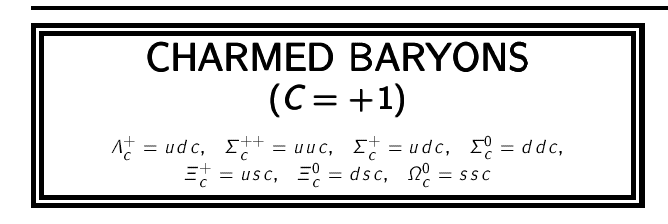 CHARMED BARYONS
(C = +1)
Λ_c^+ = u d c, Σ_c^{++} = u u c, Σ_c^+ = u d c, Σ_c^0 = d d c,
Ξ_c^+ = u s c, Ξ_c^0 = d s c, Ω_c^0 = s s c